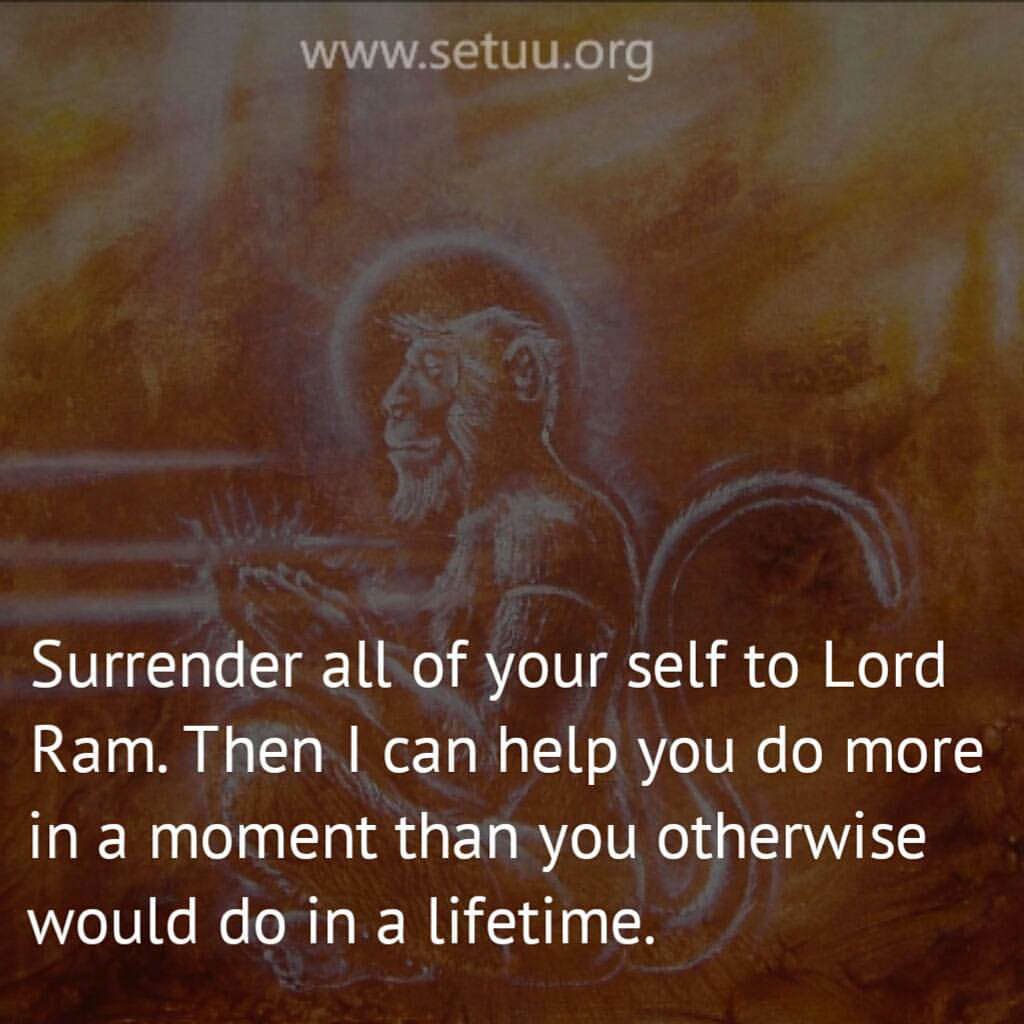 www.setuu.org
Surrender all of your self to Lord
Ram. Then I can help you do more
in a moment than you otherwise
would do in a lifetime.